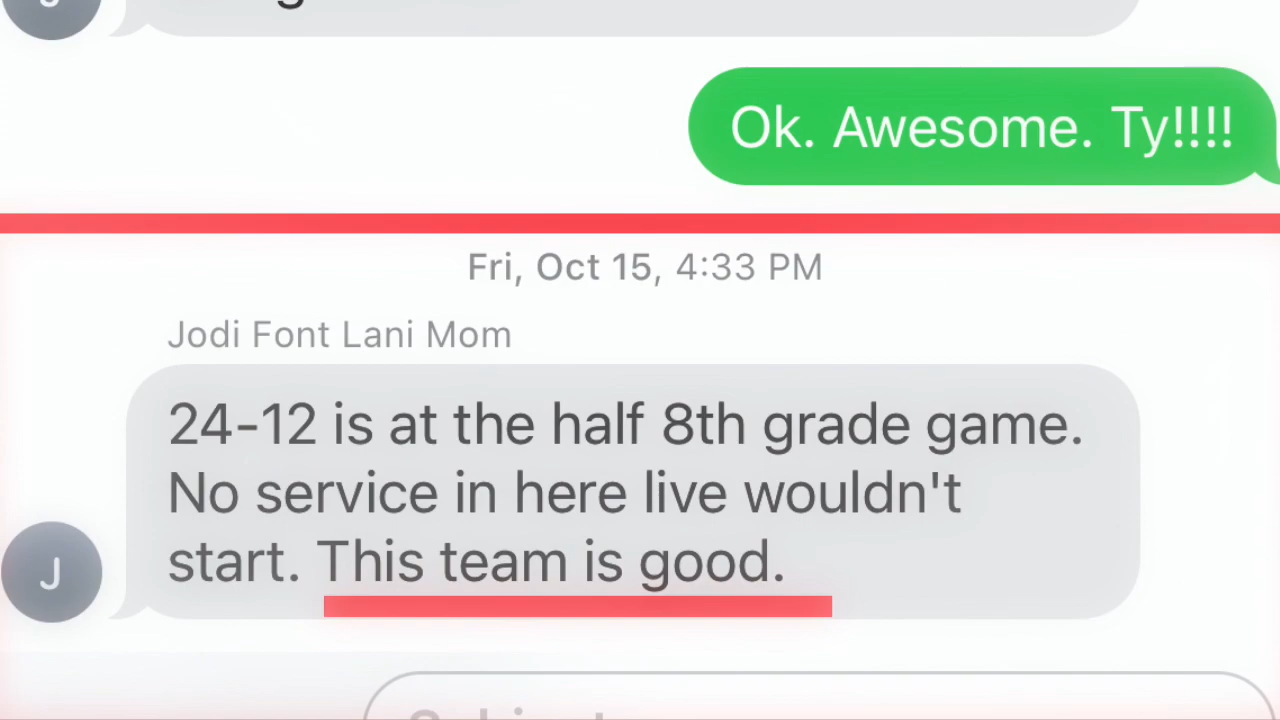 Ok. Awesome. Ty!!!!
Fri, Oct 15, 4:33 PM
Jodi Font Lani Mom
24-12 is at the half 8th grade game.
No service in here live wouldn't
start. This team is good.
J